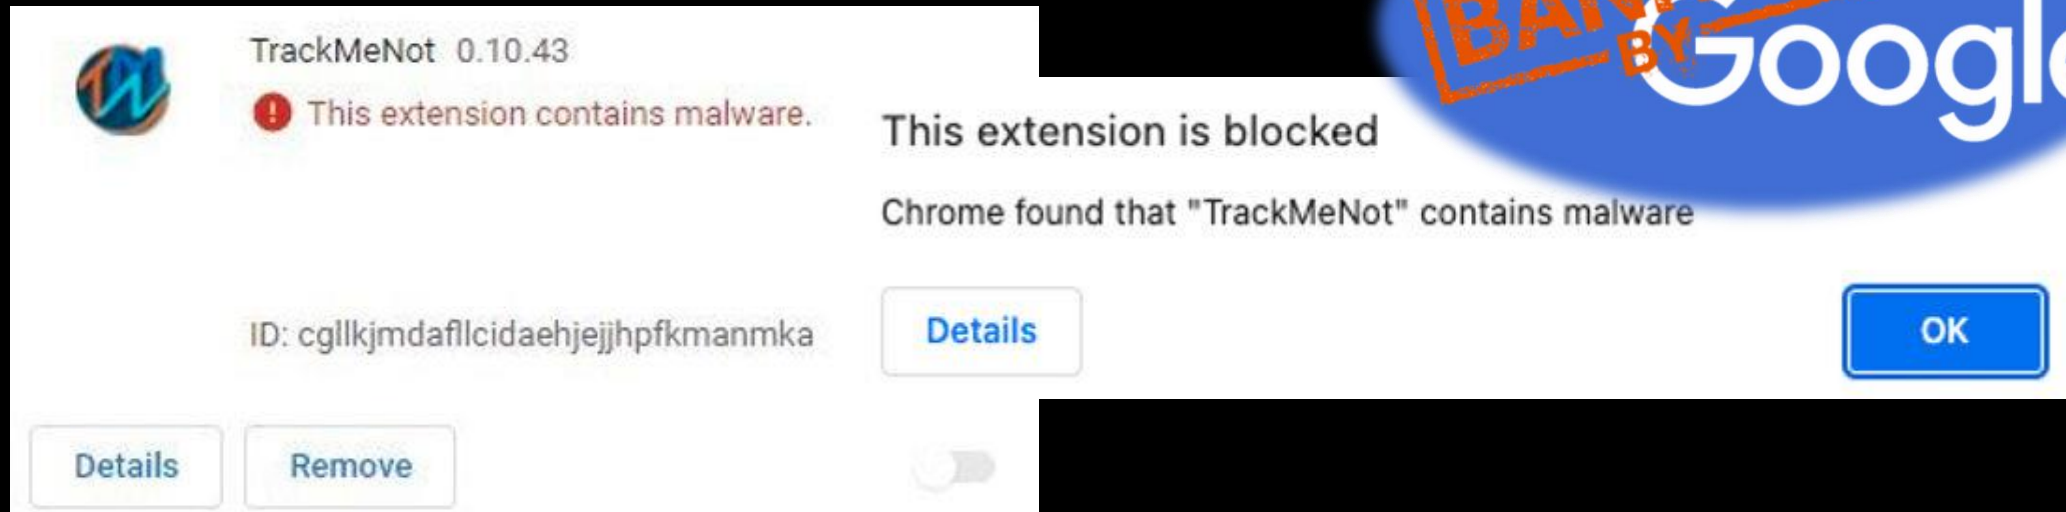 TrackMeNot 0.10.43
This extension contains malware.
ID: cgllkjmdafllcidaehjejjhpfkmanmka
Details
Remove
BY
Google
This extension is blocked
Chrome found that "TrackMeNot" contains malware
Details
OK